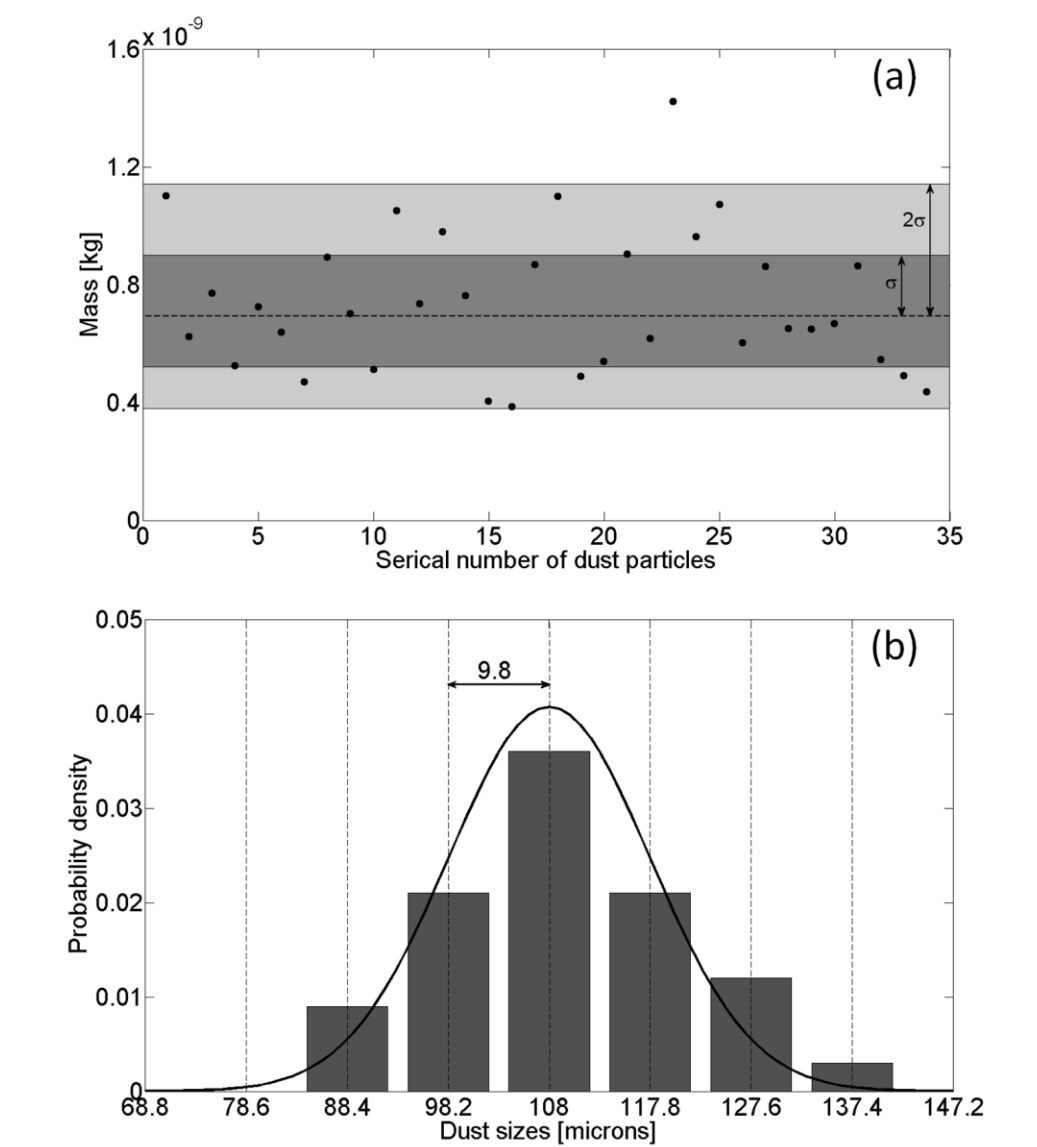 1.6 x 10^-9
(a)
1.2
2σ
0.8
σ
0.4
0
Mass [kg]
0 5 10 15 20 25 30 35
Serical number of dust particles
0.05
(b)
9.8
0.04
0.03
0.02
0.01
0
Probability density
68.8 78.6 88.4 98.2 108 117.8 127.6 137.4 147.2
Dust sizes [microns]